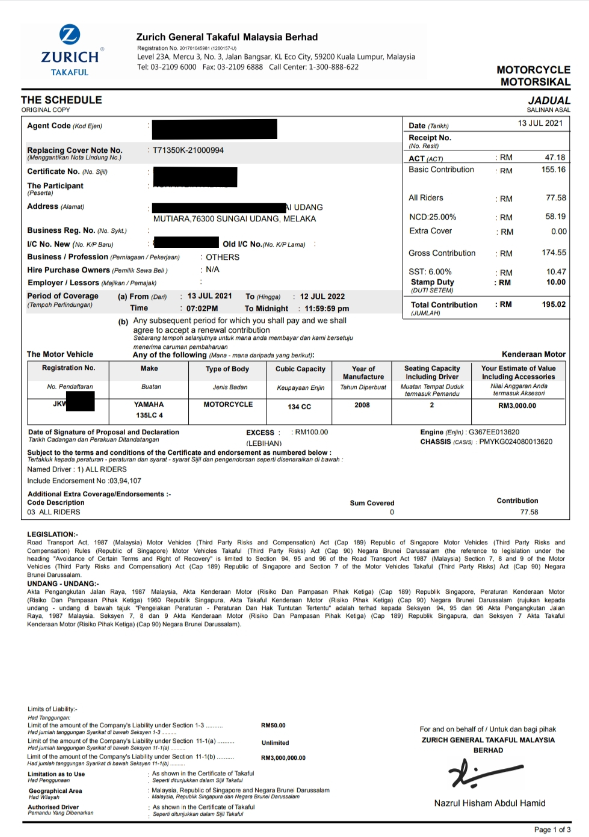 ZURICH®
TAKAFUL
Zurich General Takaful Malaysia Berhad
Registration No. 201701045981 (1260157-U)
Level 23A, Mercu 3, No. 3, Jalan Bangsar, KL Eco City, 59200 Kuala Lumpur, Malaysia
Tel: 03-2109 6000 Fax: 03-2109 6888 Call Center: 1-300-888-622
MOTORCYCLE
MOTORSIKAL
THE SCHEDULE
ORIGINAL COPY
JADUAL
SALINAN ASAL
Agent Code (Kod Ejen) :
Replacing Cover Note No. : T71350K-21000994
(Menggantikan Nota Lindung No.)
Certificate No. (No. Sijil) :
The Participant :
(Peserta)
Address (Alamat) : AI UDANG
MUTIARA,76300 SUNGAI UDANG, MELAKA
Business Reg. No. (No. Sykt.) :
I/C No. New (No. K/P Baru) : Old I/C No.(No K/P Lama) :
Business / Profession (Perniagaan / Pekerjaan) : OTHERS
Hire Purchase Owners (Pemilik Sewa Beli ) : N/A
Employer / Lessors (Majikan / Pemajak) :
Period of Coverage (a) From (Dari) : 13 JUL 2021 To (Hingga) : 12 JUL 2022
(Tempoh Perlindungan) Time : 07:02PM To Midnight : 11:59:59 pm
(b) Any subsequent period for which you shall pay and we shall
agree to accept a renewal contribution
Sebarang tempoh selanjutnya untuk mana anda membayar dan kami bersetuju
menerima caruman pembaharuan
Date (Tarikh) 13 JUL 2021
Receipt No.
(No. Resit)
ACT (ACT) : RM 47.18
Basic Contribution : RM 155.16
All Riders : RM 77.58
NCD:25.00% : RM 58.19
Extra Cover : RM 0.00
Gross Contribution : RM 174.55
SST: 6.00% : RM 10.47
Stamp Duty : RM 10.00
(DUTI SETEM)
Total Contribution : RM 195.02
(JUMLAH)
The Motor Vehicle Any of the following (Mana - mana daripada yang berikut): Kenderaan Motor
Registration No. Make Type of Body Cubic Capacity Year of Manufacture Seating Capacity Including Driver Your Estimate of Value Including Accessories
No. Pendaftaran Buatan Jenis Badan Keupayaan Enjin Tahun Diperbuat Muatan Tempat Duduk termasuk Pemandu Nilai Anggaran Anda termasuk Aksesori
JKW YAMAHA MOTORCYCLE 134 CC 2008 2 RM3,000.00
135LC 4
Date of Signature of Proposal and Declaration EXCESS : RM100.00 Engine (Enjin) : G367EE013620
Tarikh Cadangan dan Perakuan Ditandatangan (LEBIHAN) CHASSIS (CASIS) : PMYKG024080013620
Subject to the terms and conditions of the Certificate and endorsement as numbered below :
Tertakluk kepada peraturan - peraturan dan syarat - syarat Sijil dan pengendorsan seperti disenaraikan di bawah :
Named Driver : 1) ALL RIDERS
Include Endorsement No :03,94,107
Additional Extra Coverage/Endorsements :-
Code Description Sum Covered Contribution
03 ALL RIDERS 0 77.58
LEGISLATION:-
Road Transport Act. 1987 (Malaysia) Motor Vehicles (Third Party Risks and Compensation) Act (Cap 189) Republic of Singapore Motor Vehicles (Third Party Risks and
Compensation) Rules (Republic of Singapore) Motor Vehicles Takaful (Third Party Risks) Act (Cap 90) Negara Brunei Darussalam (the reference to legislation under the
heading "Avoidance of Certain Terms and Right of Recovery" is limited to Section 94, 95 and 96 of the Road Transport Act 1987 (Malaysia) Section 7, 8 and 9 of the Motor
Vehicles (Third Party Risks and Compensation) Act (Cap 189) Republic of Singapore and Section 7 of the Motor Vehicles Takaful (Third Party Risks) Act (Cap 90) Negara
Brunei Darussalam.
UNDANG - UNDANG:-
Akta Pengangkutan Jalan Raya, 1987 Malaysia, Akta Kenderaan Motor (Risiko Dan Pampasan Pihak Ketiga) (Cap 189) Republik Singapore, Peraturan Kenderaan Motor
(Risiko Dan Pampasan Pihak Ketiga) 1960 Republik Singapura, Akta Takaful Kenderaan Motor (Risiko Pihak Ketiga) (Cap 90) Negara Brunei Darussalam (rujukan kepada
undang - undang di bawah tajuk "Pengelakan Peraturan - Peraturan Dan Hak Tuntutan Tertentu" adalah terhad kepada Seksyen 94, 95 dan 96 Akta Pengangkutan Jalan
Raya, 1987 Malaysia. Seksyen 7, 8 dan 9 Akta Kenderaan Motor (Risiko Dan Pampasan Pihak Ketiga) (Cap 189) Republik Singapura, dan Seksyen 7 Akta Takaful
Kenderaan Motor (Risiko Pihak Ketiga) (Cap 90) Negara Brunei Darussalam).
Limits of Liability:-
Had Tanggungan:
Limit of the amount of the Company's Liability under Section 1-3 ......... RM50.00
Had jumlah tanggungan Syarikat di bawah Seksyen 1-3 .........
Limit of the amount of the Company's Liability under Section 11-1(a) ......... Unlimited
Had jumlah tanggungan Syarikat di bawah Seksyen 11-1(a) .........
Limit of the amount of the Company's Liability under Section 11-1(b) ......... RM3,000,000.00
Had jumlah tanggungan Syarikat di bawah Seksyen 11-1(b) .........
Limitation as to Use : As shown in the Certificate of Takaful
Had Penggunaan : Seperti ditunjukkan dalam Sijil Takaful
Geographical Area : Malaysia, Republic of Singapore and Negara Brunei Darussalam
Had Wilayah : Malaysia, Republik Singapura dan Negara Brunei Darussalam
Authorised Driver : As shown in the Certificate of Takaful
Pemandu Yang Dibenarkan : Seperti ditunjukkan dalam Sijil Takaful
For and on behalf of / Untuk dan bagi pihak
ZURICH GENERAL TAKAFUL MALAYSIA
BERHAD
Nazrul Hisham Abdul Hamid
Page 1 of 3